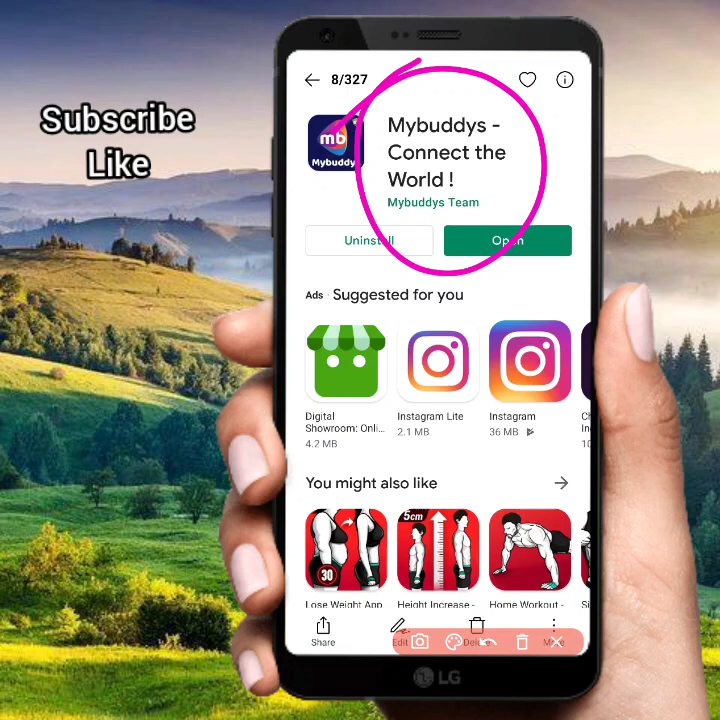 Subscribe
Like
8/327
mb
Mybuddy
Mybuddys -
Connect the
World !
Mybuddys Team
Uninstall
Open
Ads · Suggested for you
Digital
Showroom: Onli...
4.2 MB
Instagram Lite
2.1 MB
Instagram
36 MB
You might also like
30
5cm
Lose Weight App
Height Increase -
Home Workout -
Share
Edit
LG